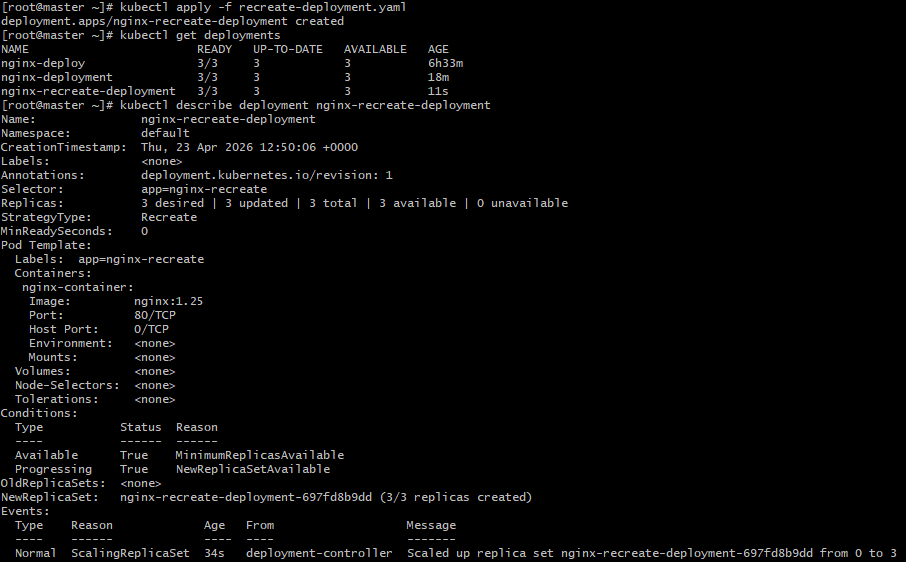 [root@master ~]# kubectl apply -f recreate-deployment.yaml
deployment.apps/nginx-recreate-deployment created
[root@master ~]# kubectl get deployments
NAME                        READY   UP-TO-DATE   AVAILABLE   AGE
nginx-deploy                3/3     3            3           6h33m
nginx-deployment            3/3     3            3           18m
nginx-recreate-deployment   3/3     3            3           11s
[root@master ~]# kubectl describe deployment nginx-recreate-deployment
Name:               nginx-recreate-deployment
Namespace:          default
CreationTimestamp:  Thu, 23 Apr 2026 12:50:06 +0000
Labels:             <none>
Annotations:        deployment.kubernetes.io/revision: 1
Selector:           app=nginx-recreate
Replicas:           3 desired | 3 updated | 3 total | 3 available | 0 unavailable
StrategyType:       Recreate
MinReadySeconds:    0
Pod Template:
  Labels:  app=nginx-recreate
  Containers:
   nginx-container:
    Image:         nginx:1.25
    Port:          80/TCP
    Host Port:     0/TCP
    Environment:   <none>
    Mounts:        <none>
  Volumes:         <none>
  Node-Selectors:  <none>
  Tolerations:     <none>
Conditions:
  Type           Status  Reason
  ----           ------  ------
  Available      True    MinimumReplicasAvailable
  Progressing    True    NewReplicaSetAvailable
OldReplicaSets:  <none>
NewReplicaSet:   nginx-recreate-deployment-697fd8b9dd (3/3 replicas created)
Events:
  Type    Reason             Age   From                   Message
  ----    ------             ----  ----                   -------
  Normal  ScalingReplicaSet  34s   deployment-controller  Scaled up replica set nginx-recreate-deployment-697fd8b9dd from 0 to 3